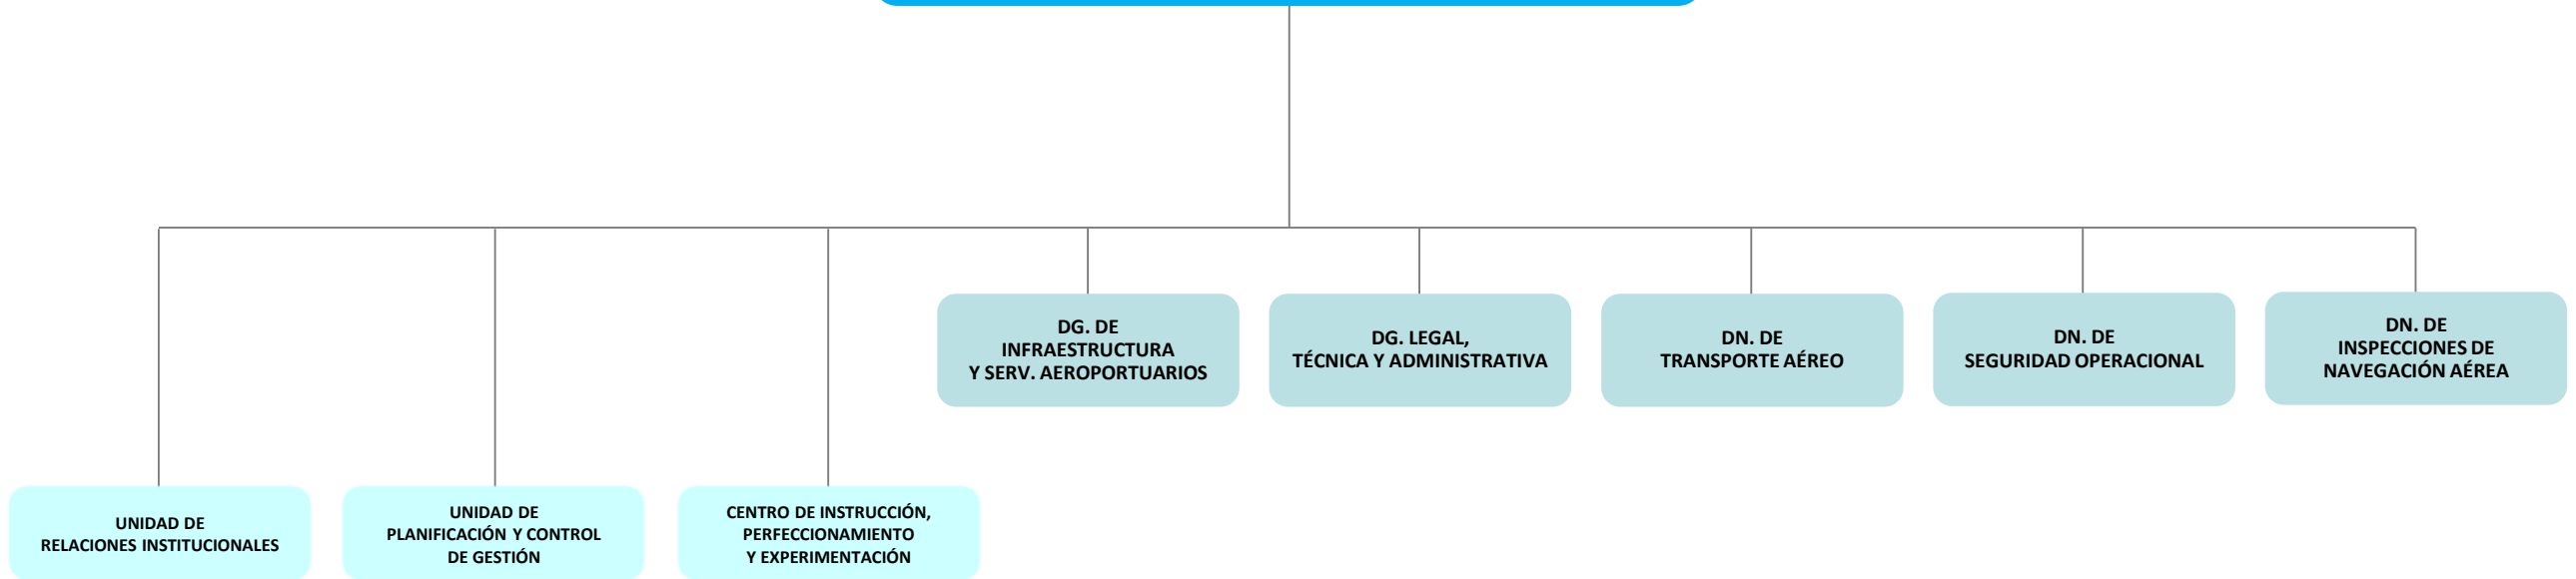 DG. DE
INFRAESTRUCTURA
Y SERV. AEROPORTUARIOS
DG. LEGAL,
TÉCNICA Y ADMINISTRATIVA
DN. DE
TRANSPORTE AÉREO
DN. DE
SEGURIDAD OPERACIONAL
DN. DE
INSPECCIONES DE
NAVEGACIÓN AÉREA
UNIDAD DE
RELACIONES INSTITUCIONALES
UNIDAD DE
PLANIFICACIÓN Y CONTROL
DE GESTIÓN
CENTRO DE INSTRUCCIÓN,
PERFECCIONAMIENTO
Y EXPERIMENTACIÓN